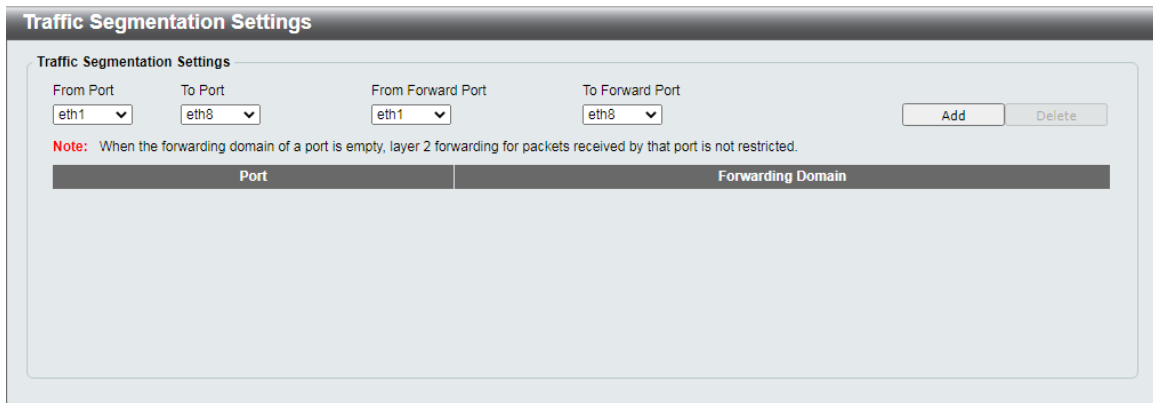 Traffic Segmentation Settings
Traffic Segmentation Settings
From Port To Port From Forward Port To Forward Port
eth1 eth8 eth1 eth8 Add Delete
Note: When the forwarding domain of a port is empty, layer 2 forwarding for packets received by that port is not restricted.
Port Forwarding Domain